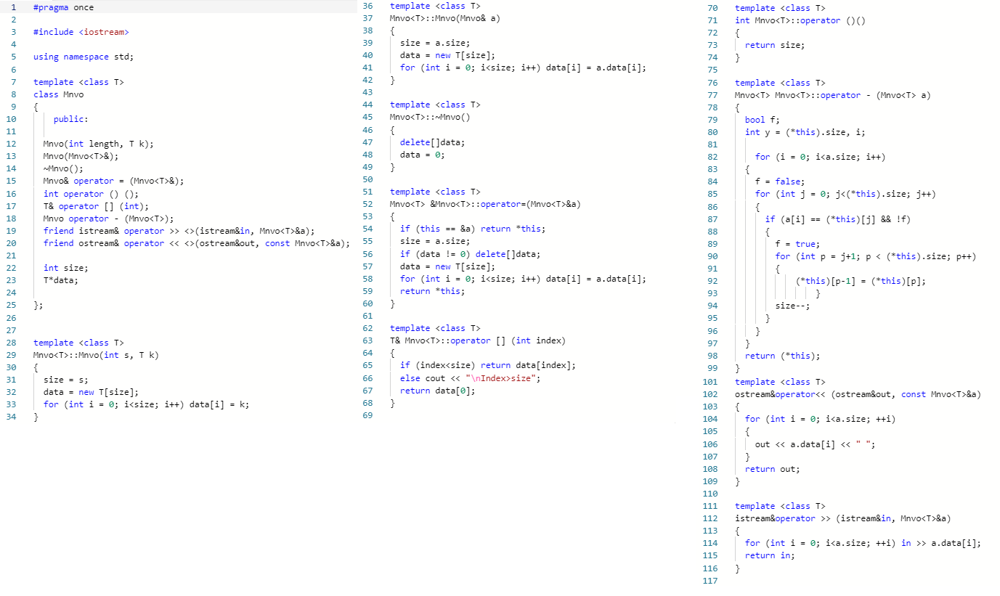 1 #pragma once
2
3 #include <iostream>
4
5 using namespace std;
6
7 template <class T>
8 class Mnvo
9 {
10 public:
11
12 Mnvo(int length, T k);
13 Mnvo(Mnvo<T>&);
14 ~Mnvo();
15 Mnvo& operator = (Mnvo<T>&);
16 int operator () ();
17 T& operator [] (int);
18 Mnvo operator - (Mnvo<T>);
19 friend istream& operator >> <>(istream&in, Mnvo<T>&a);
20 friend ostream& operator << <>(ostream&out, const Mnvo<T>&a);
21
22 int size;
23 T*data;
24
25 };
26
27
28 template <class T>
29 Mnvo<T>::Mnvo(int s, T k)
30 {
31 size = s;
32 data = new T[size];
33 for (int i = 0; i<size; i++) data[i] = k;
34 }
36 template <class T>
37 Mnvo<T>::Mnvo(Mnvo& a)
38 {
39 size = a.size;
40 data = new T[size];
41 for (int i = 0; i<size; i++) data[i] = a.data[i];
42 }
43
44 template <class T>
45 Mnvo<T>::~Mnvo()
46 {
47 delete[]data;
48 data = 0;
49 }
50
51 template <class T>
52 Mnvo<T> &Mnvo<T>::operator=(Mnvo<T>&a)
53 {
54 if (this == &a) return *this;
55 size = a.size;
56 if (data != 0) delete[]data;
57 data = new T[size];
58 for (int i = 0; i<size; i++) data[i] = a.data[i];
59 return *this;
60 }
61
62 template <class T>
63 T& Mnvo<T>::operator [] (int index)
64 {
65 if (index<size) return data[index];
66 else cout << "\nIndex>size";
67 return data[0];
68 }
69
70 template <class T>
71 int Mnvo<T>::operator ()()
72 {
73 return size;
74 }
75
76 template <class T>
77 Mnvo<T> Mnvo<T>::operator - (Mnvo<T> a)
78 {
79 bool f;
80 int y = (*this).size, i;
81
82 for (i = 0; i<a.size; i++)
83 {
84 f = false;
85 for (int j = 0; j<(*this).size; j++)
86 {
87 if (a[i] == (*this)[j] && !f)
88 {
89 f = true;
90 for (int p = j+1; p < (*this).size; p++)
91 {
92 (*this)[p-1] = (*this)[p];
93 }
94 size--;
95 }
96 }
97 }
98 return (*this);
99 }
101 template <class T>
102 ostream&operator<< (ostream&out, const Mnvo<T>&a)
103 {
104 for (int i = 0; i<a.size; ++i)
105 {
106 out << a.data[i] << " ";
107 }
108 return out;
109 }
110
111 template <class T>
112 istream&operator >> (istream&in, Mnvo<T>&a)
113 {
114 for (int i = 0; i<a.size; ++i) in >> a.data[i];
115 return in;
116 }
117